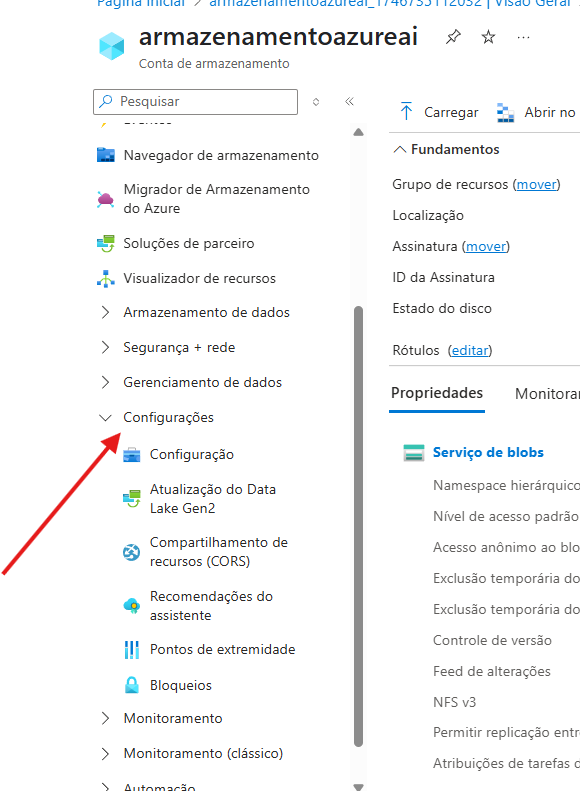 Página inicial > armazenamentoazureai_1746735112032 | Visão Geral
armazenamentoazureai
...
Conta de armazenamento
Pesquisar
Carregar
Abrir no
Eventos
Navegador de armazenamento
Migrador de Armazenamento
do Azure
Soluções de parceiro
Visualizador de recursos
Armazenamento de dados
Segurança + rede
Gerenciamento de dados
Configurações
Configuração
Atualização do Data
Lake Gen2
Compartilhamento de
recursos (CORS)
Recomendações do
assistente
Pontos de extremidade
Bloqueios
Monitoramento
Monitoramento (clássico)
Automação
Fundamentos
Grupo de recursos (mover)
Localização
Assinatura (mover)
ID da Assinatura
Estado do disco
Rótulos (editar)
Propriedades
Monitorar
Serviço de blobs
Namespace hierárquico
Nível de acesso padrão
Acesso anônimo ao blo
Exclusão temporária do
Exclusão temporária do
Controle de versão
Feed de alterações
NFS v3
Permitir replicação entr
Atribuições de tarefas d